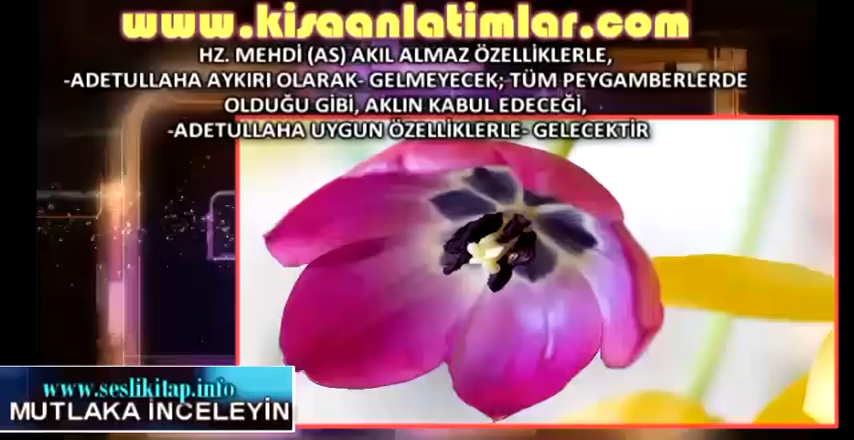 www.kisaanlatimlar.com
HZ. MEHDİ (AS) AKIL ALMAZ ÖZELLİKLERLE,
-ADETULLAHA AYKIRI OLARAK- GELMEYECEK; TÜM PEYGAMBERLERDE
OLDUĞU GİBİ, AKLIN KABUL EDECEĞİ,
-ADETULLAHA UYGUN ÖZELLİKLERLE- GELECEKTİR
www.seslikitap.info
MUTLAKA İNCELEYİN